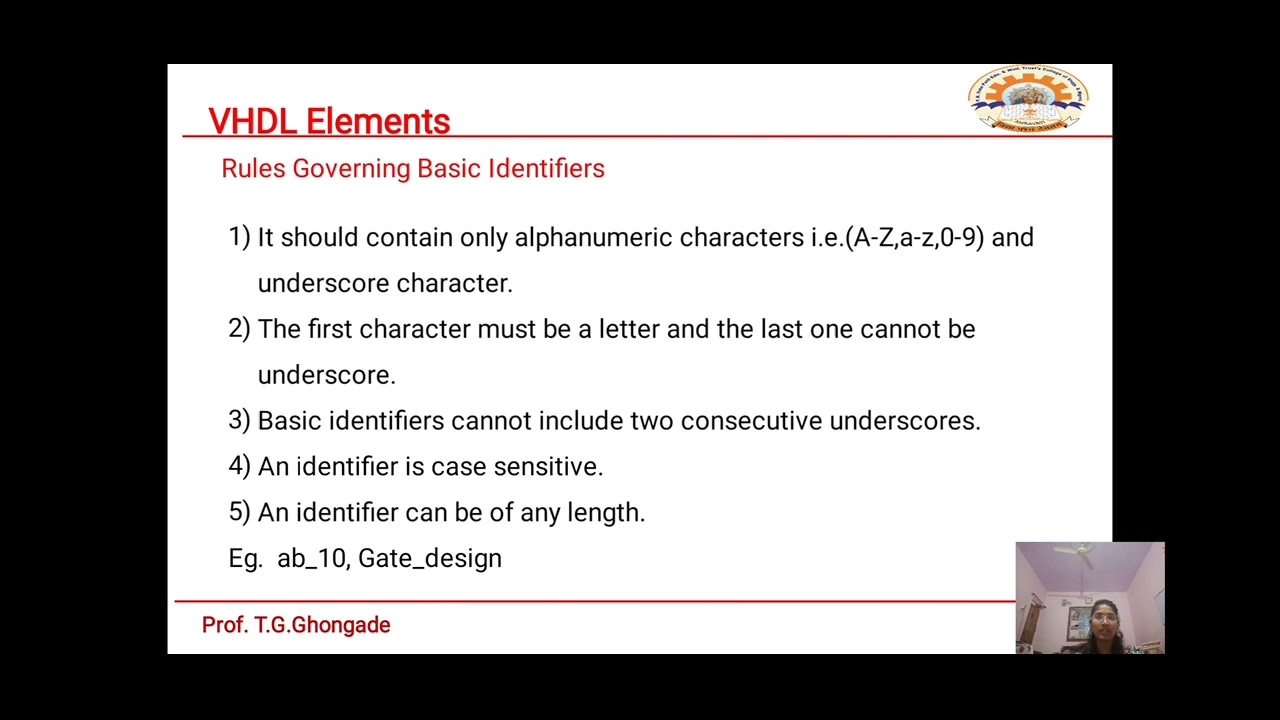 VHDL Elements
Rules Governing Basic Identifiers
1) It should contain only alphanumeric characters i.e.(A-Z,a-z,0-9) and
underscore character.
2) The first character must be a letter and the last one cannot be
underscore.
3) Basic identifiers cannot include two consecutive underscores.
4) An identifier is case sensitive.
5) An identifier can be of any length.
Eg. ab_10, Gate_design
Prof. T.G.Ghongade